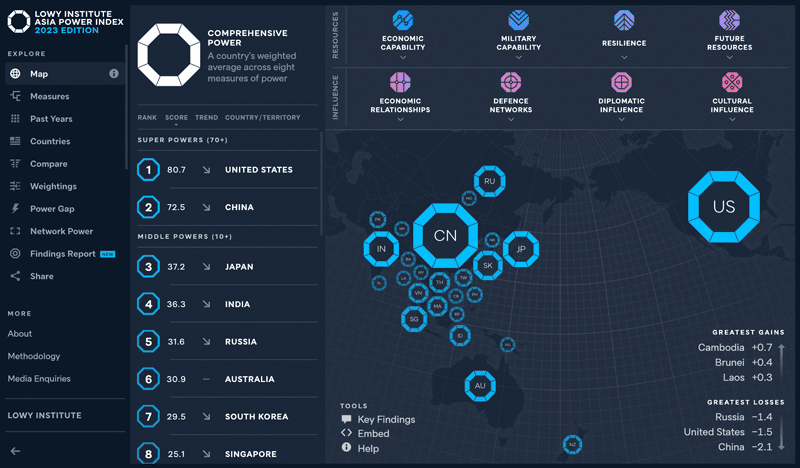 LOWY INSTITUTE
ASIA POWER INDEX
2023 EDITION
EXPLORE
Map
Measures
Past Years
Countries
Compare
Weightings
Power Gap
Network Power
Findings Report NEW
Share
MORE
About
Methodology
Media Enquiries
LOWY INSTITUTE
COMPREHENSIVE
POWER
A country's weighted
average across eight
measures of power
RANK SCORE TREND COUNTRY/TERRITORY
SUPER POWERS (70+)
1 80.7 UNITED STATES
2 72.5 CHINA
MIDDLE POWERS (10+)
3 37.2 JAPAN
4 36.3 INDIA
5 31.6 RUSSIA
6 30.9 – AUSTRALIA
7 29.5 SOUTH KOREA
8 25.1 SINGAPORE
RESOURCES
ECONOMIC
CAPABILITY
MILITARY
CAPABILITY
RESILIENCE
FUTURE
RESOURCES
INFLUENCE
ECONOMIC
RELATIONSHIPS
DEFENCE
NETWORKS
DIPLOMATIC
INFLUENCE
CULTURAL
INFLUENCE
RU
US
CN
IN
JP
SK
TH
TW
VN
PH
MA
SG
ID
AU
NZ
TOOLS
Key Findings
Embed
Help
GREATEST GAINS
Cambodia +0.7
Brunei +0.4
Laos +0.3
GREATEST LOSSES
Russia −1.4
United States −1.5
China −2.1